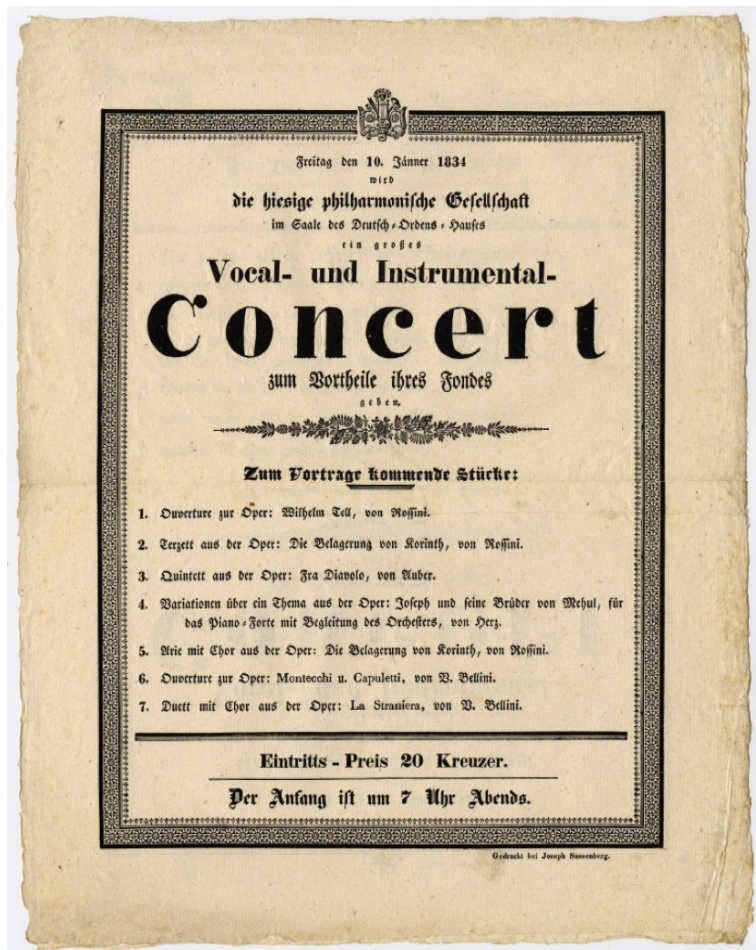 Freitag den 10. Jänner 1834
wird
die hiesige philharmonische Gesellschaft
im Saale des Deutsch-Ordens-Hauses
ein großes
Vocal- und Instrumental-
Concert
zum Vortheile ihres Fondes
geben.
Zum Vortrage kommende Stücke:
1. Ouverture zur Oper: Wilhelm Tell, von Rossini.
2. Terzett aus der Oper: Die Belagerung von Korinth, von Rossini.
3. Quintett aus der Oper: Fra Diavolo, von Auber.
4. Variationen über ein Thema aus der Oper: Joseph und seine Brüder von Mehul, für
das Piano-Forte mit Begleitung des Orchesters, von Herz.
5. Arie mit Chor aus der Oper: Die Belagerung von Korinth, von Rossini.
6. Ouverture zur Oper: Montecchi u. Capuletti, von V. Bellini.
7. Duett mit Chor aus der Oper: La Straniera, von V. Bellini.
Eintritts-Preis 20 Kreuzer.
Der Anfang ist um 7 Uhr Abends.
Gedruckt bei Joseph Sassenberg.